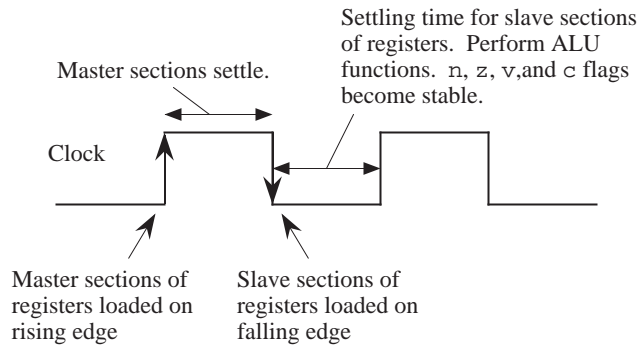 Settling time for slave sections
of registers. Perform ALU
functions. n, z, v,and c flags
become stable.
Master sections settle.
Clock
Master sections of
registers loaded on
rising edge
Slave sections of
registers loaded on
falling edge